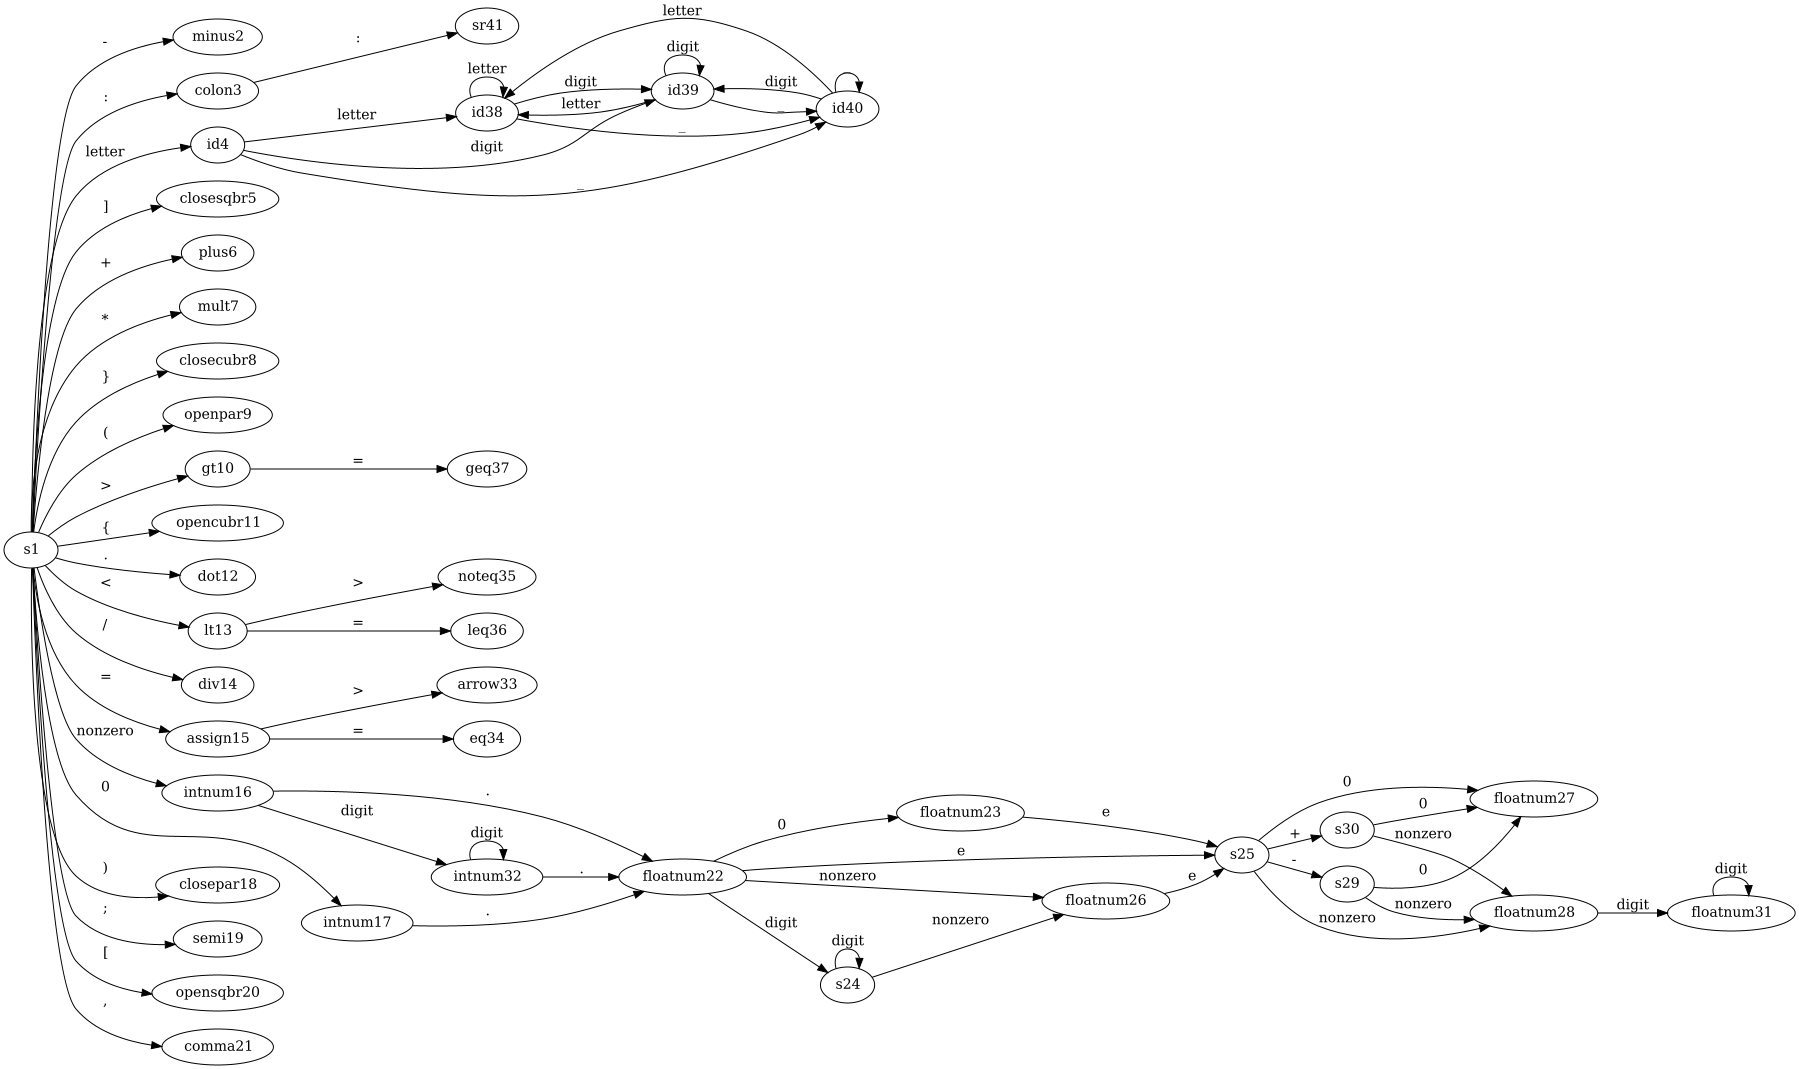 s1
-
minus2
:
colon3
:
sr41
letter
id4
letter
digit
_
letter
id38
digit
letter
_
digit
id39
_
letter
digit
id40
]
closesqbr5
+
plus6
*
mult7
}
closecubr8
(
openpar9
>
gt10
=
geq37
{
opencubr11
.
dot12
<
lt13
>
noteq35
=
leq36
/
div14
=
assign15
>
arrow33
=
eq34
nonzero
intnum16
.
digit
digit
intnum32
.
0
intnum17
.
floatnum22
0
floatnum23
e
e
nonzero
floatnum26
e
digit
digit
s24
nonzero
s25
0
+
s30
0
nonzero
-
s29
0
nonzero
nonzero
floatnum27
floatnum28
digit
digit
floatnum31
)
closepar18
;
semi19
[
opensqbr20
,
comma21